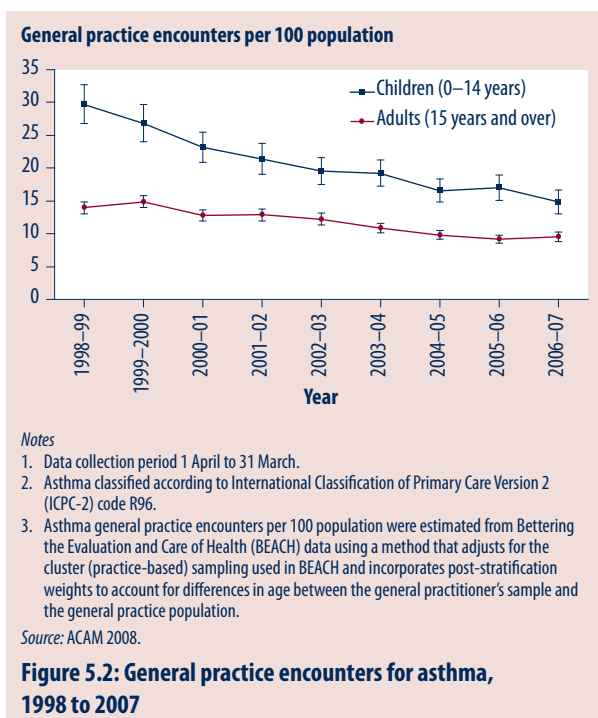 General practice encounters per 100 population
35
30
25
20
15
10
5
0
Children (0–14 years)
Adults (15 years and over)
1998–99
1999–2000
2000–01
2001–02
2002–03
2003–04
2004–05
2005–06
2006–07
Year
Notes
1. Data collection period 1 April to 31 March.
2. Asthma classified according to International Classification of Primary Care Version 2
(ICPC-2) code R96.
3. Asthma general practice encounters per 100 population were estimated from Bettering
the Evaluation and Care of Health (BEACH) data using a method that adjusts for the
cluster (practice-based) sampling used in BEACH and incorporates post-stratification
weights to account for differences in age between the general practitioner's sample and
the general practice population.
Source: ACAM 2008.
Figure 5.2: General practice encounters for asthma,
1998 to 2007